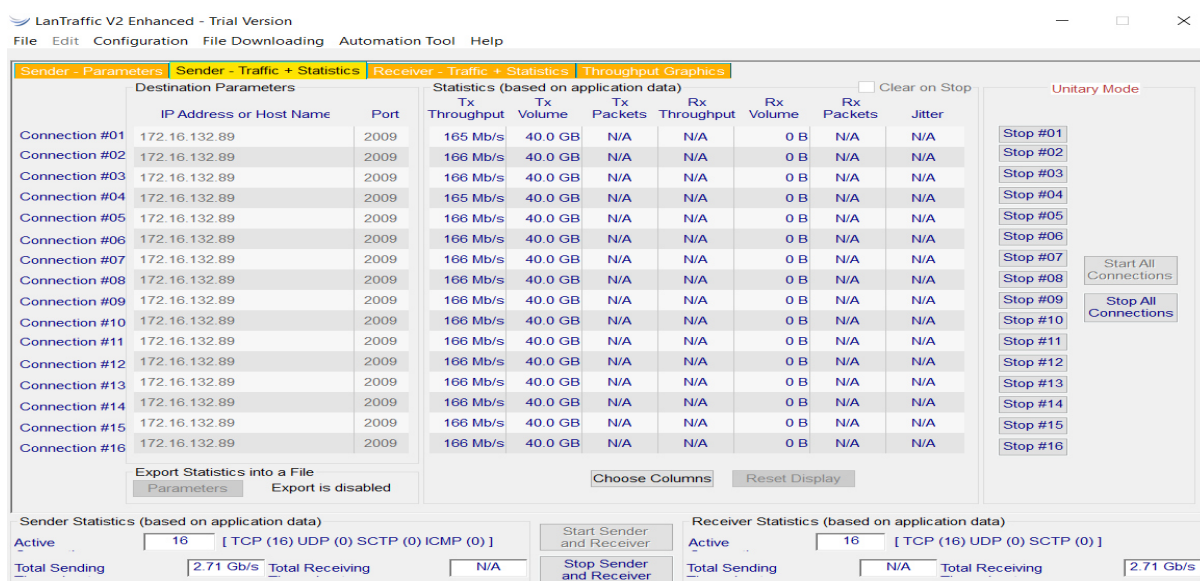 LanTraffic V2 Enhanced - Trial Version
File Edit Configuration File Downloading Automation Tool Help
Sender - Parameters Sender - Traffic + Statistics Receiver - Traffic + Statistics Throughput Graphics
Destination Parameters Statistics (based on application data) Clear on Stop Unitary Mode
Tx Tx Tx Rx Rx Rx
IP Address or Host Name Port Throughput Volume Packets Throughput Volume Packets Jitter
Connection #01 172.16.132.89 2009 165 Mb/s 40.0 GB N/A N/A 0 B N/A N/A Stop #01
Connection #02 172.16.132.89 2009 166 Mb/s 40.0 GB N/A N/A 0 B N/A N/A Stop #02
Connection #03 172.16.132.89 2009 166 Mb/s 40.0 GB N/A N/A 0 B N/A N/A Stop #03
Connection #04 172.16.132.89 2009 165 Mb/s 40.0 GB N/A N/A 0 B N/A N/A Stop #04
Connection #05 172.16.132.89 2009 166 Mb/s 40.0 GB N/A N/A 0 B N/A N/A Stop #05
Connection #06 172.16.132.89 2009 166 Mb/s 40.0 GB N/A N/A 0 B N/A N/A Stop #06
Connection #07 172.16.132.89 2009 166 Mb/s 40.0 GB N/A N/A 0 B N/A N/A Stop #07 Start All
Connection #08 172.16.132.89 2009 166 Mb/s 40.0 GB N/A N/A 0 B N/A N/A Stop #08 Connections
Connection #09 172.16.132.89 2009 166 Mb/s 40.0 GB N/A N/A 0 B N/A N/A Stop #09 Stop All
Connection #10 172.16.132.89 2009 166 Mb/s 40.0 GB N/A N/A 0 B N/A N/A Stop #10 Connections
Connection #11 172.16.132.89 2009 166 Mb/s 40.0 GB N/A N/A 0 B N/A N/A Stop #11
Connection #12 172.16.132.89 2009 166 Mb/s 40.0 GB N/A N/A 0 B N/A N/A Stop #12
Connection #13 172.16.132.89 2009 166 Mb/s 40.0 GB N/A N/A 0 B N/A N/A Stop #13
Connection #14 172.16.132.89 2009 166 Mb/s 40.0 GB N/A N/A 0 B N/A N/A Stop #14
Connection #15 172.16.132.89 2009 166 Mb/s 40.0 GB N/A N/A 0 B N/A N/A Stop #15
Connection #16 172.16.132.89 2009 166 Mb/s 40.0 GB N/A N/A 0 B N/A N/A Stop #16
Export Statistics into a File
Parameters Export is disabled Choose Columns Reset Display
Sender Statistics (based on application data) Receiver Statistics (based on application data)
Start Sender
Active 16 [ TCP (16) UDP (0) SCTP (0) ICMP (0) ] and Receiver Active 16 [ TCP (16) UDP (0) SCTP (0) ]
Total Sending 2.71 Gb/s Total Receiving N/A Stop Sender Total Sending N/A Total Receiving 2.71 Gb/s
and Receiver